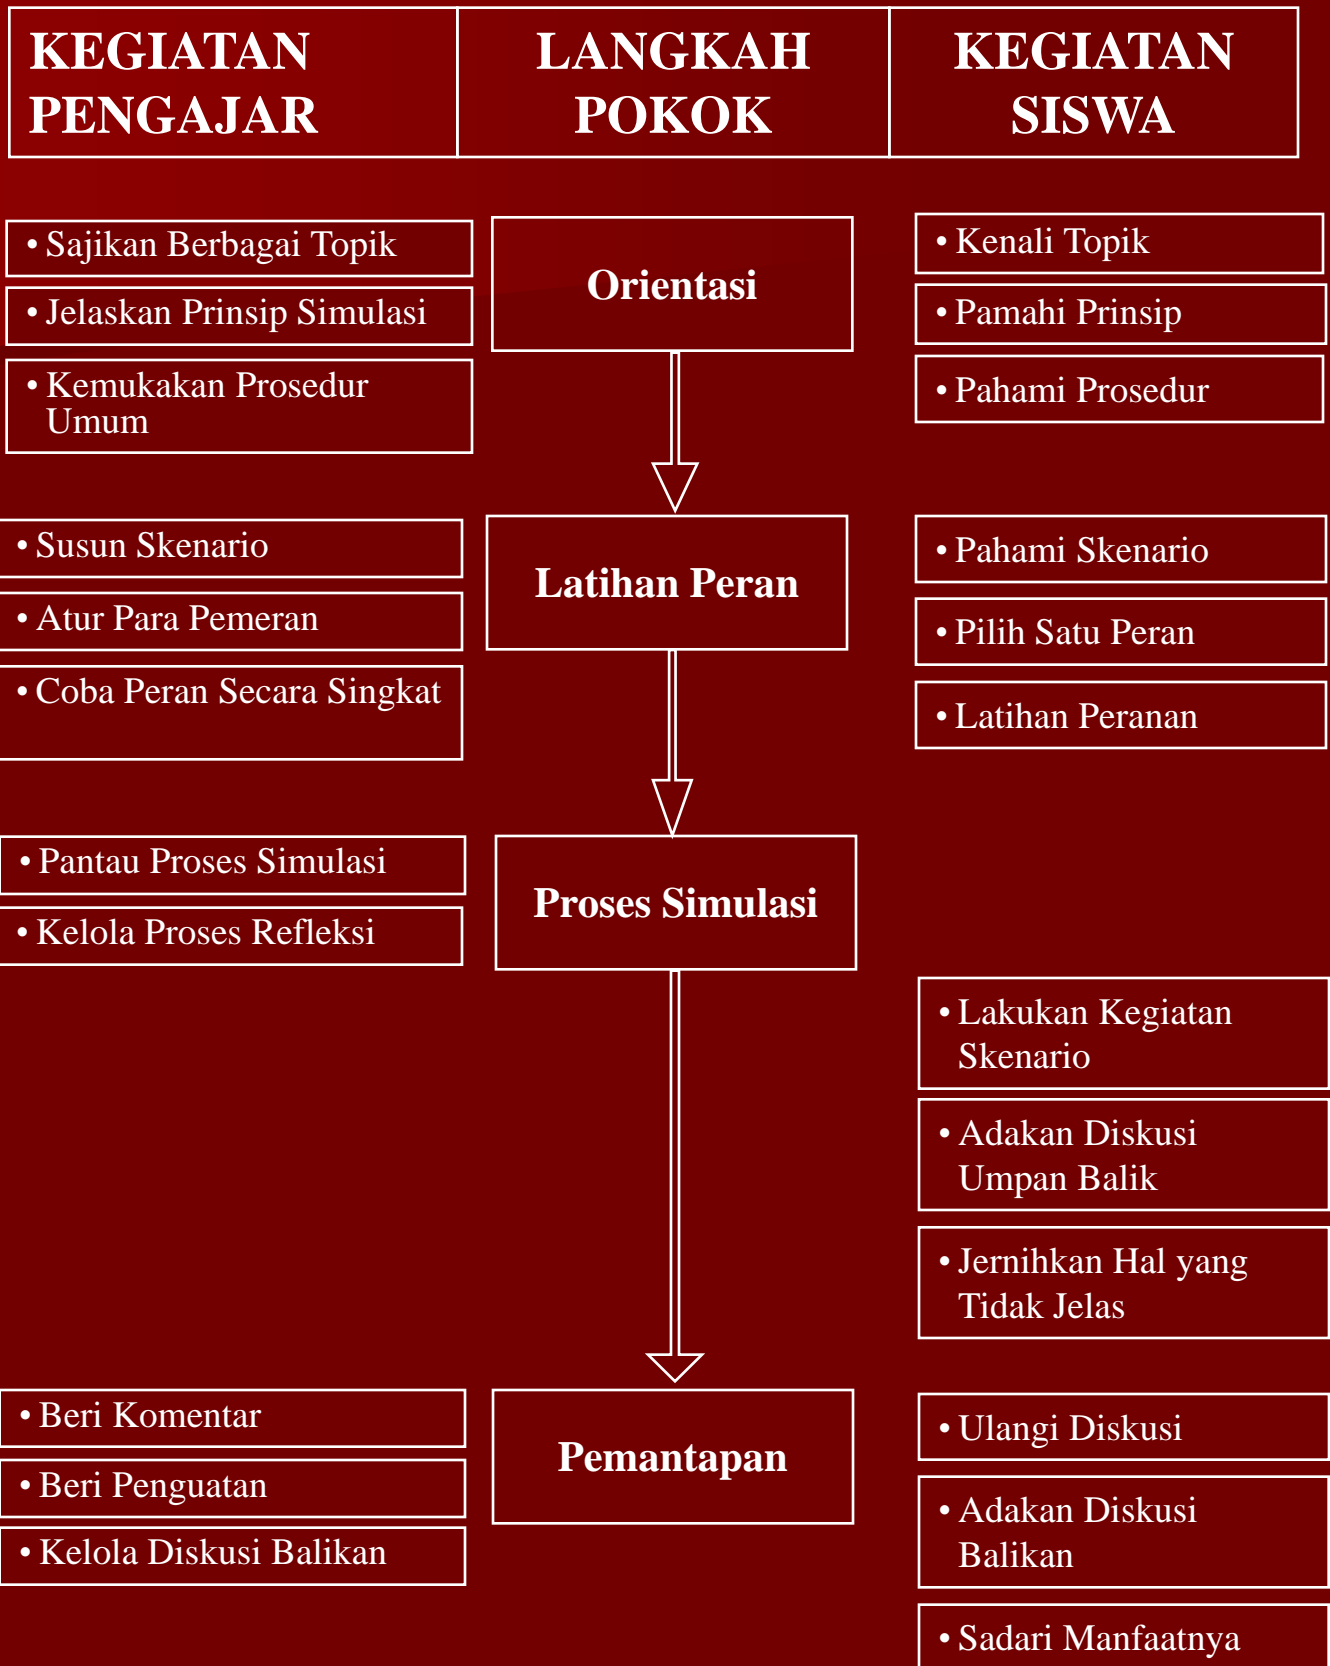 KEGIATAN
PENGAJAR
LANGKAH
POKOK
KEGIATAN
SISWA
• Sajikan Berbagai Topik
• Jelaskan Prinsip Simulasi
• Kemukakan Prosedur
Umum
Orientasi
• Kenali Topik
• Pamahi Prinsip
• Pahami Prosedur
• Susun Skenario
• Atur Para Pemeran
• Coba Peran Secara Singkat
Latihan Peran
• Pahami Skenario
• Pilih Satu Peran
• Latihan Peranan
• Pantau Proses Simulasi
• Kelola Proses Refleksi
Proses Simulasi
• Lakukan Kegiatan
Skenario
• Adakan Diskusi
Umpan Balik
• Jernihkan Hal yang
Tidak Jelas
• Beri Komentar
• Beri Penguatan
• Kelola Diskusi Balikan
Pemantapan
• Ulangi Diskusi
• Adakan Diskusi
Balikan
• Sadari Manfaatnya